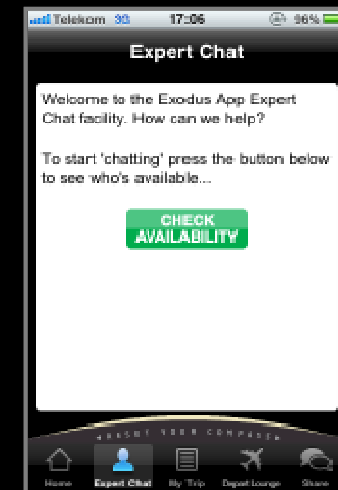 Telekom 3G 17:06 96%
Expert Chat
Welcome to the Exodus App Expert
Chat facility. How can we help?
To start 'chatting' press the button below
to see who's available...
CHECK
AVAILABILITY
YOUR
Home Expert Chat My Trip Depart Lounge Share